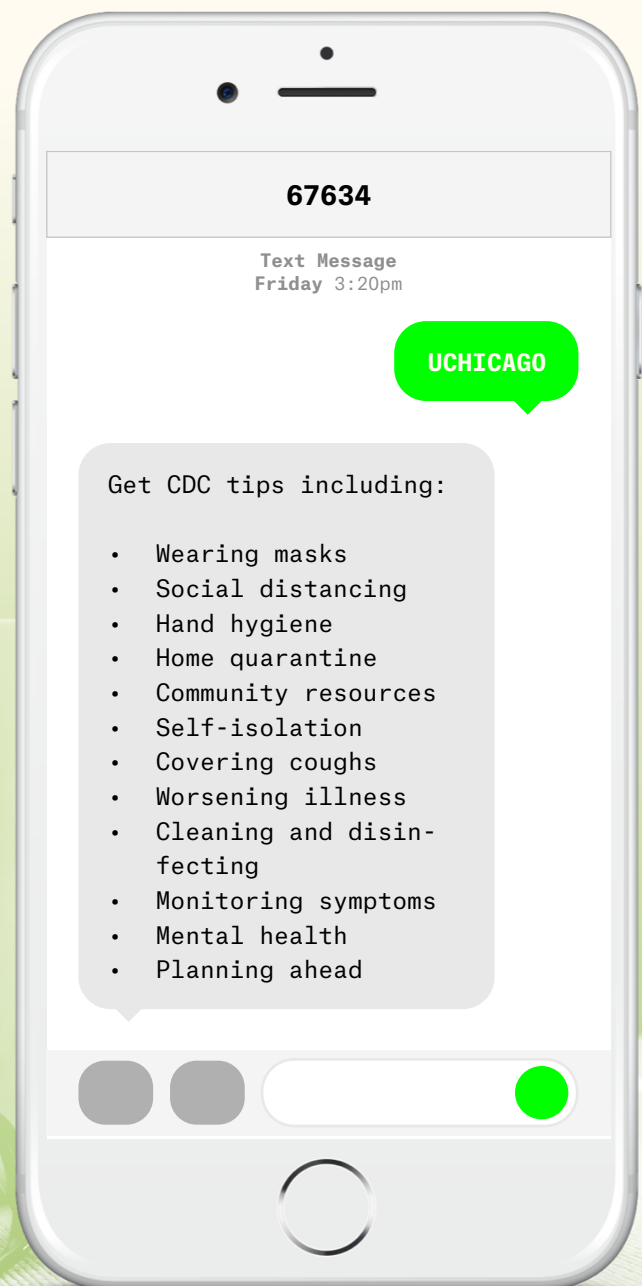 67634
Text Message
Friday 3:20pm
UCHICAGO
Get CDC tips including:
• Wearing masks
• Social distancing
• Hand hygiene
• Home quarantine
• Community resources
• Self-isolation
• Covering coughs
• Worsening illness
• Cleaning and disin-
fecting
• Monitoring symptoms
• Mental health
• Planning ahead